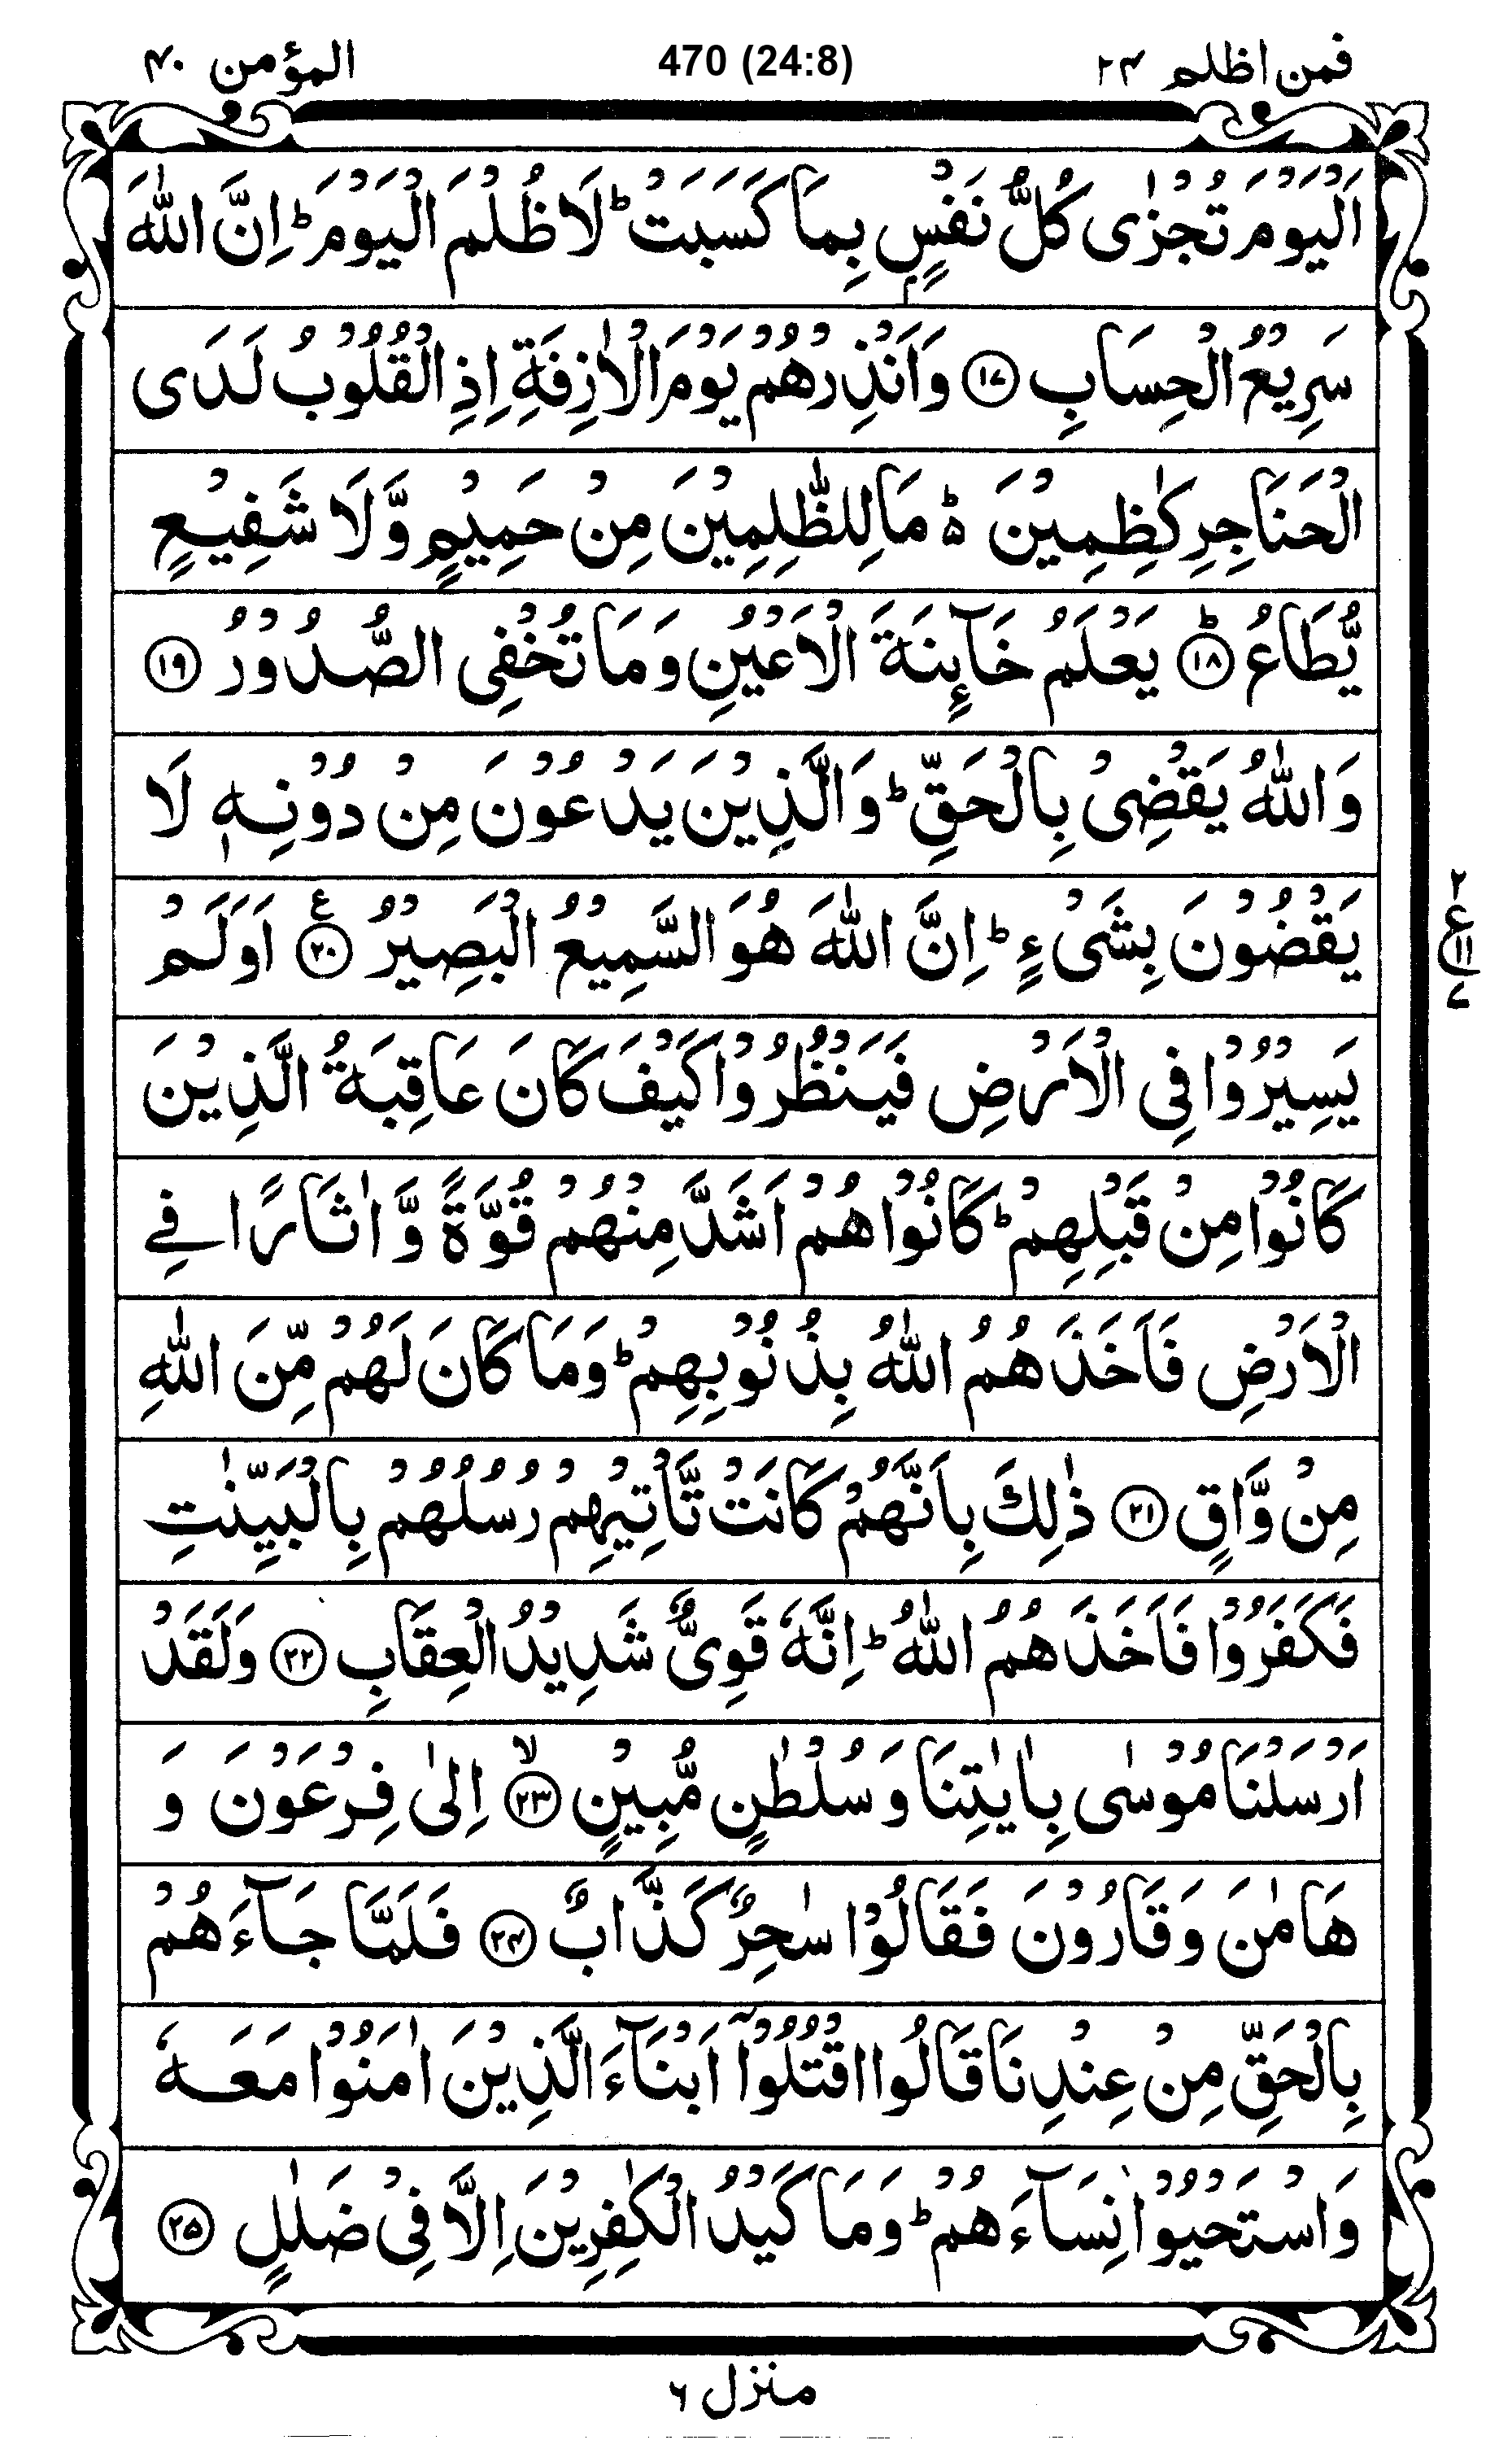 فمن اظلم ٢٤ 470 (24:8) المؤمن ٤٠
اَلْيَوْمَ تُجْزٰى كُلُّ نَفْسٍۭ بِمَا كَسَبَتْ ؕ لَا ظُلْمَ الْيَوْمَ ؕ اِنَّ اللّٰهَ
سَرِيْعُ الْحِسَابِ ﴿۱۷﴾ وَاَنْذِرْهُمْ يَوْمَ الْاٰزِفَةِ اِذِ الْقُلُوْبُ لَدَى
الْحَنَاجِرِ كٰظِمِيْنَ ۬ؕ مَا لِلظّٰلِمِيْنَ مِنْ حَمِيْمٍ وَّلَا شَفِيْعٍ
يُّطَاعُ ؕ﴿۱۸﴾ يَعْلَمُ خَآئِنَةَ الْاَعْيُنِ وَمَا تُخْفِى الصُّدُوْرُ ﴿۱۹﴾
وَاللّٰهُ يَقْضِىْ بِالْحَقِّ ؕ وَالَّذِيْنَ يَدْعُوْنَ مِنْ دُوْنِهٖ لَا
يَقْضُوْنَ بِشَىْءٍ ؕ اِنَّ اللّٰهَ هُوَ السَّمِيْعُ الْبَصِيْرُ ﴿۲۰﴾ ع اَوَلَمْ
٢ ع ١١ ٧
يَسِيْرُوْا فِى الْاَرْضِ فَيَنْظُرُوْا كَيْفَ كَانَ عَاقِبَةُ الَّذِيْنَ
كَانُوْا مِنْ قَبْلِهِمْ ؕ كَانُوْا هُمْ اَشَدَّ مِنْهُمْ قُوَّةً وَّ اٰثَارًا فِى
الْاَرْضِ فَاَخَذَهُمُ اللّٰهُ بِذُنُوْبِهِمْ ؕ وَمَا كَانَ لَهُمْ مِّنَ اللّٰهِ
مِنْ وَّاقٍ ﴿۲۱﴾ ذٰلِكَ بِاَنَّهُمْ كَانَتْ تَّاْتِيْهِمْ رُسُلُهُمْ بِالْبَيِّنٰتِ
فَكَفَرُوْا فَاَخَذَهُمُ اللّٰهُ ؕ اِنَّهٗ قَوِىٌّ شَدِيْدُ الْعِقَابِ ﴿۲۲﴾ وَلَقَدْ
اَرْسَلْنَا مُوْسٰى بِاٰيٰتِنَا وَ سُلْطٰنٍ مُّبِيْنٍ ۙ﴿۲۳﴾ اِلٰى فِرْعَوْنَ وَ
هَامٰنَ وَ قَارُوْنَ فَقَالُوْا سٰحِرٌ كَذَّابٌ ﴿۲۴﴾ فَلَمَّا جَآءَهُمْ
بِالْحَقِّ مِنْ عِنْدِنَا قَالُوا اقْتُلُوْۤا اَبْنَآءَ الَّذِيْنَ اٰمَنُوْا مَعَهٗ
وَاسْتَحْيُوْا نِسَآءَهُمْ ؕ وَمَا كَيْدُ الْكٰفِرِيْنَ اِلَّا فِىْ ضَلٰلٍ ﴿۲۵﴾
منزل ٦